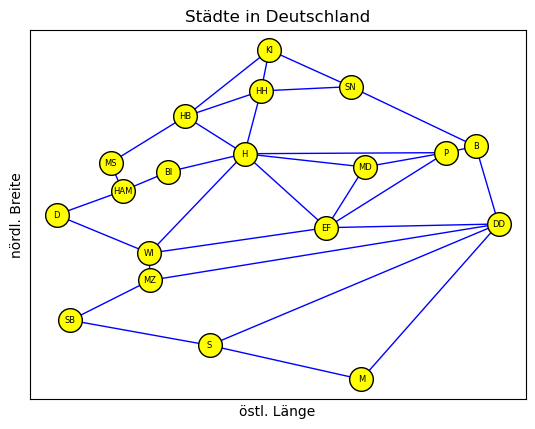 Städte in Deutschland
KI
SN
HH
HB
B
H
P
MS
MD
BI
HAM
D
DD
EF
WI
MZ
SB
S
M
nördl. Breite
östl. Länge